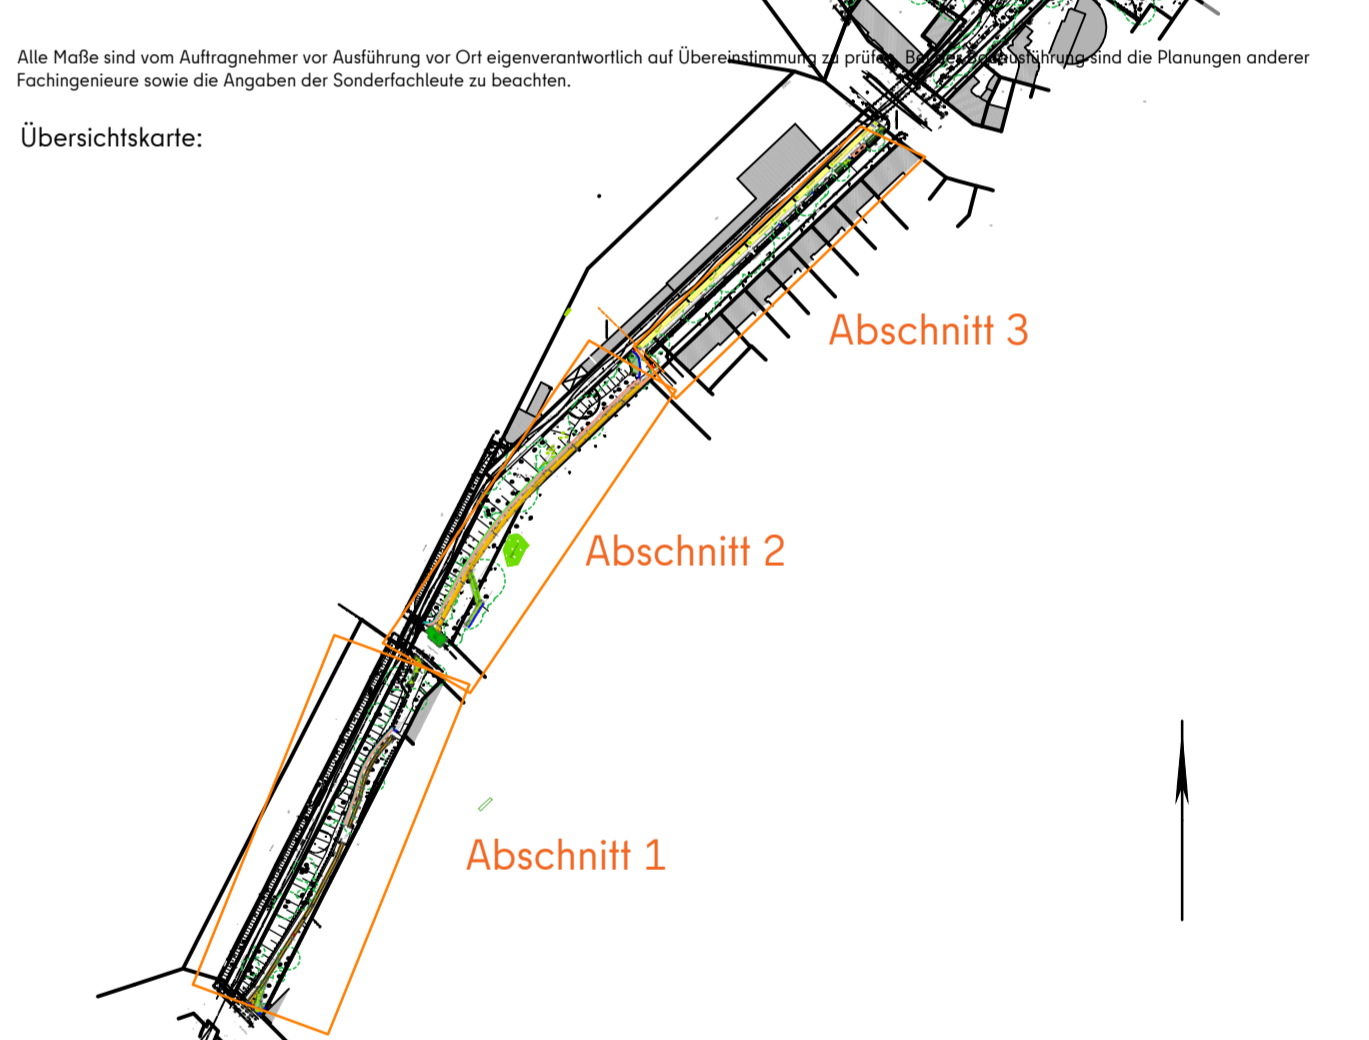 Alle Maße sind vom Auftragnehmer vor Ausführung vor Ort eigenverantwortlich auf Übereinstimmung zu prüfen. Bei der Bauausführung sind die Planungen anderer
Fachingenieure sowie die Angaben der Sonderfachleute zu beachten.
Übersichtskarte:
Abschnitt 3
Abschnitt 2
Abschnitt 1